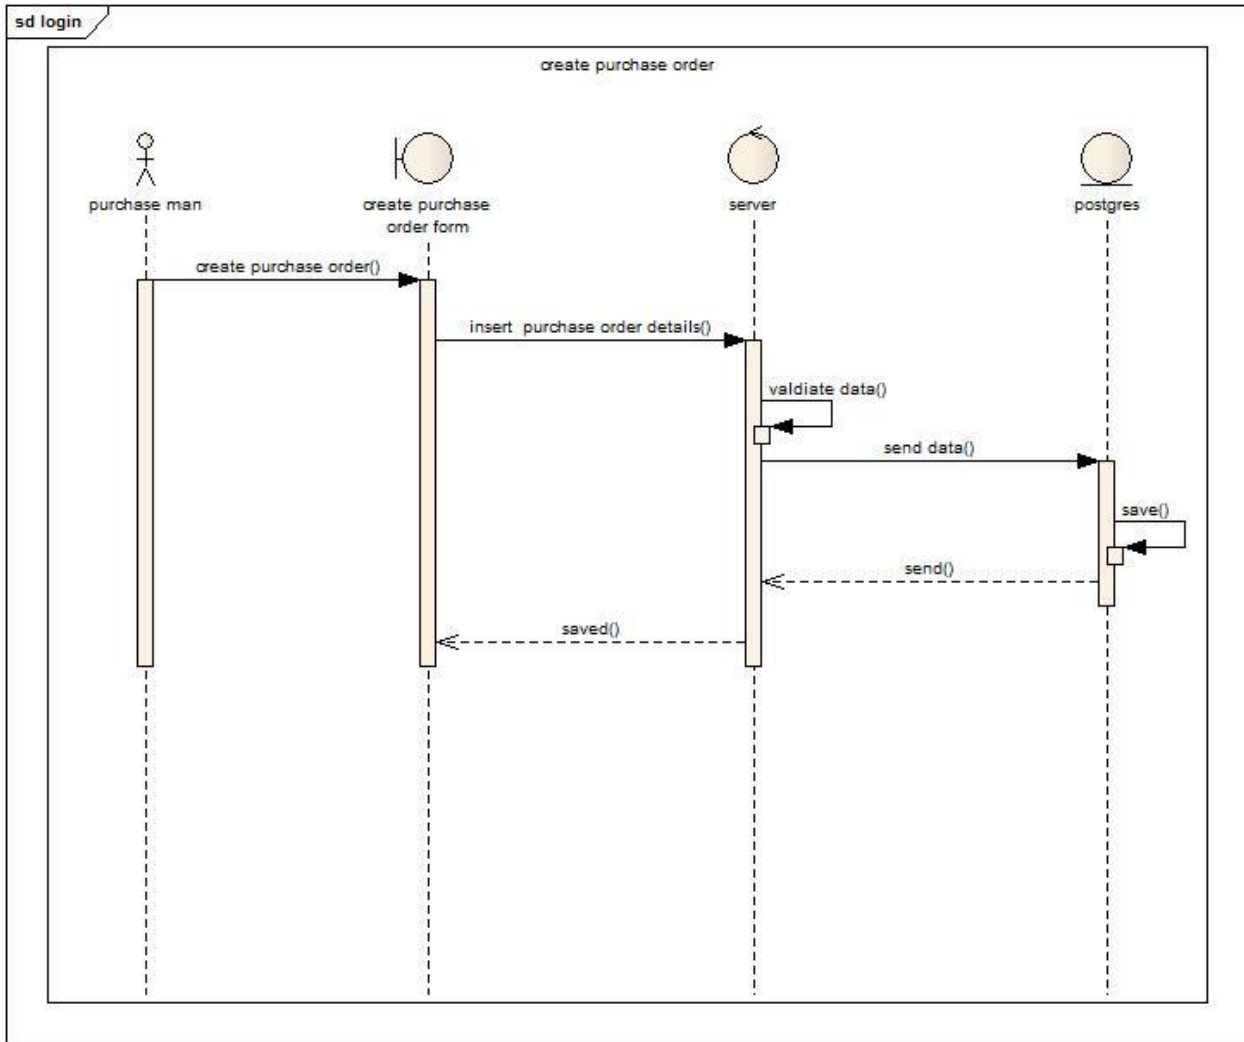 sd login
create purchase order
purchase man
create purchase
order form
server
postgres
create purchase order()
insert purchase order details()
valdiate data()
send data()
save()
send()
saved()